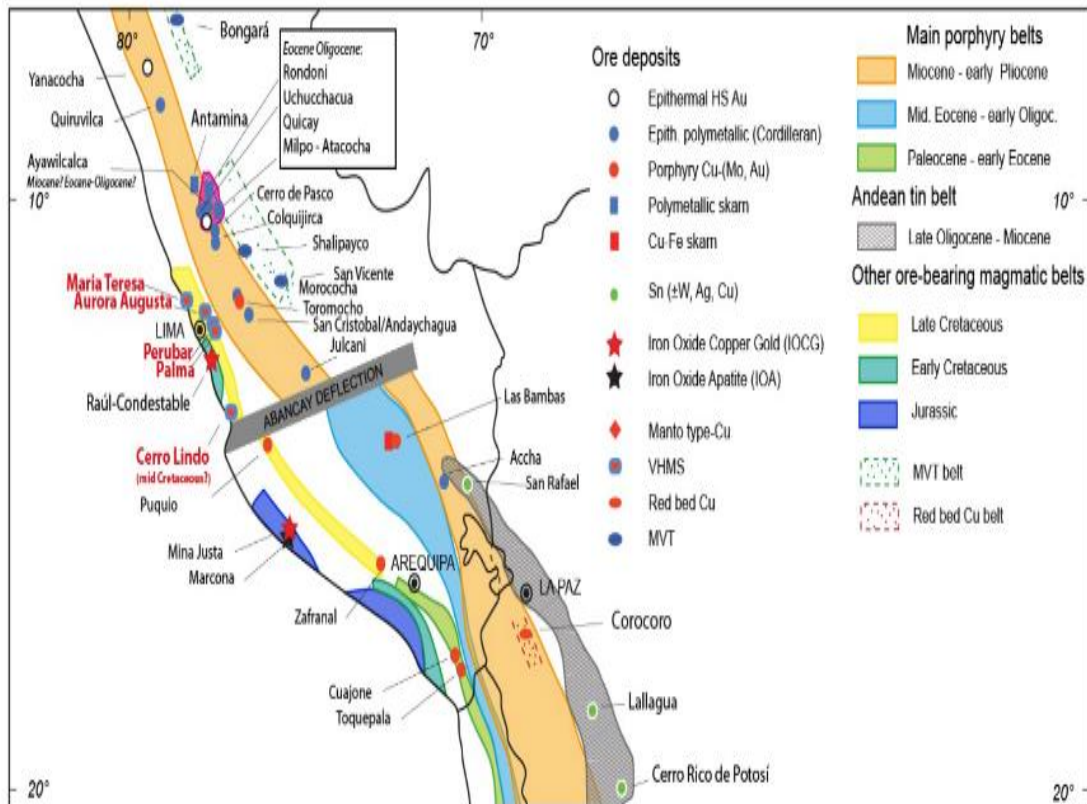 80°
70°
Bongará
Eocene Oligocene:
Rondoni
Uchucchacua
Quicay
Milpo - Atacocha
Yanacocha
Quiruvilca
Antamina
Ayawilcalca
Miocene? Eocene-Oligocene?
10°
10°
Cerro de Pasco
Colquijirca
Shalipayco
San Vicente
Maria Teresa
Aurora Augusta
Morococha
Toromocho
LIMA
San Cristobal/Andaychagua
Perubar
Palma
Julcani
Raúl-Condestable
ABANCAY DEFLECTION
Las Bambas
Cerro Lindo
(mid Cretaceous?)
Accha
San Rafael
Puquio
Mina Justa
Marcona
AREQUIPA
LA PAZ
Zafranal
Corocoro
Cuajone
Toquepala
Lallagua
Cerro Rico de Potosí
20°
20°
Ore deposits
Epithermal HS Au
Epith. polymetallic (Cordilleran)
Porphyry Cu-(Mo, Au)
Polymetallic skarn
Cu-Fe skarn
Sn (±W, Ag, Cu)
Iron Oxide Copper Gold (IOCG)
Iron Oxide Apatite (IOA)
Manto type-Cu
VHMS
Red bed Cu
MVT
Main porphyry belts
Miocene - early Pliocene
Mid. Eocene - early Oligoc.
Paleocene - early Eocene
Andean tin belt
Late Oligocene - Miocene
Other ore-bearing magmatic belts
Late Cretaceous
Early Cretaceous
Jurassic
MVT belt
Red bed Cu belt